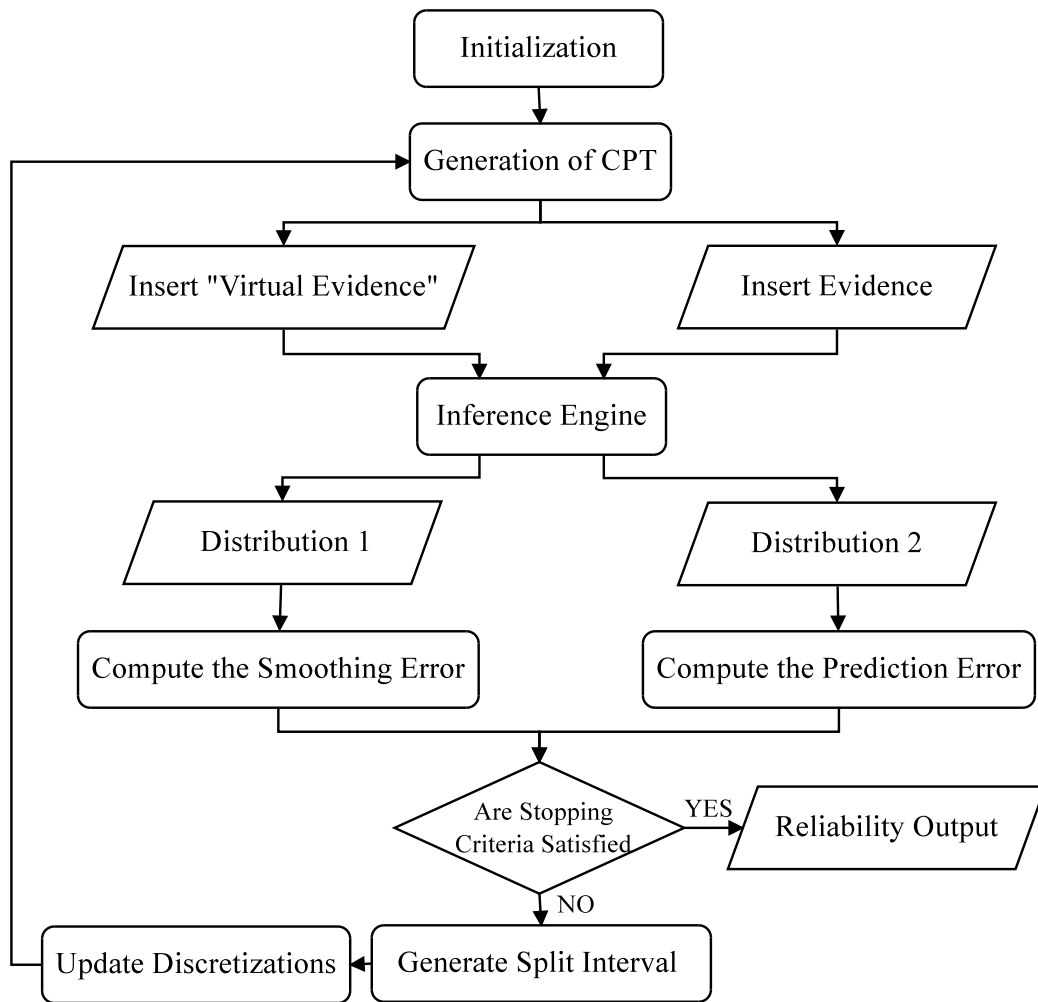 Initialization
Generation of CPT
Insert "Virtual Evidence"
Insert Evidence
Inference Engine
Distribution 1
Distribution 2
Compute the Smoothing Error
Compute the Prediction Error
Are Stopping
Criteria Satisfied
YES
Reliability Output
NO
Update Discretizations
Generate Split Interval